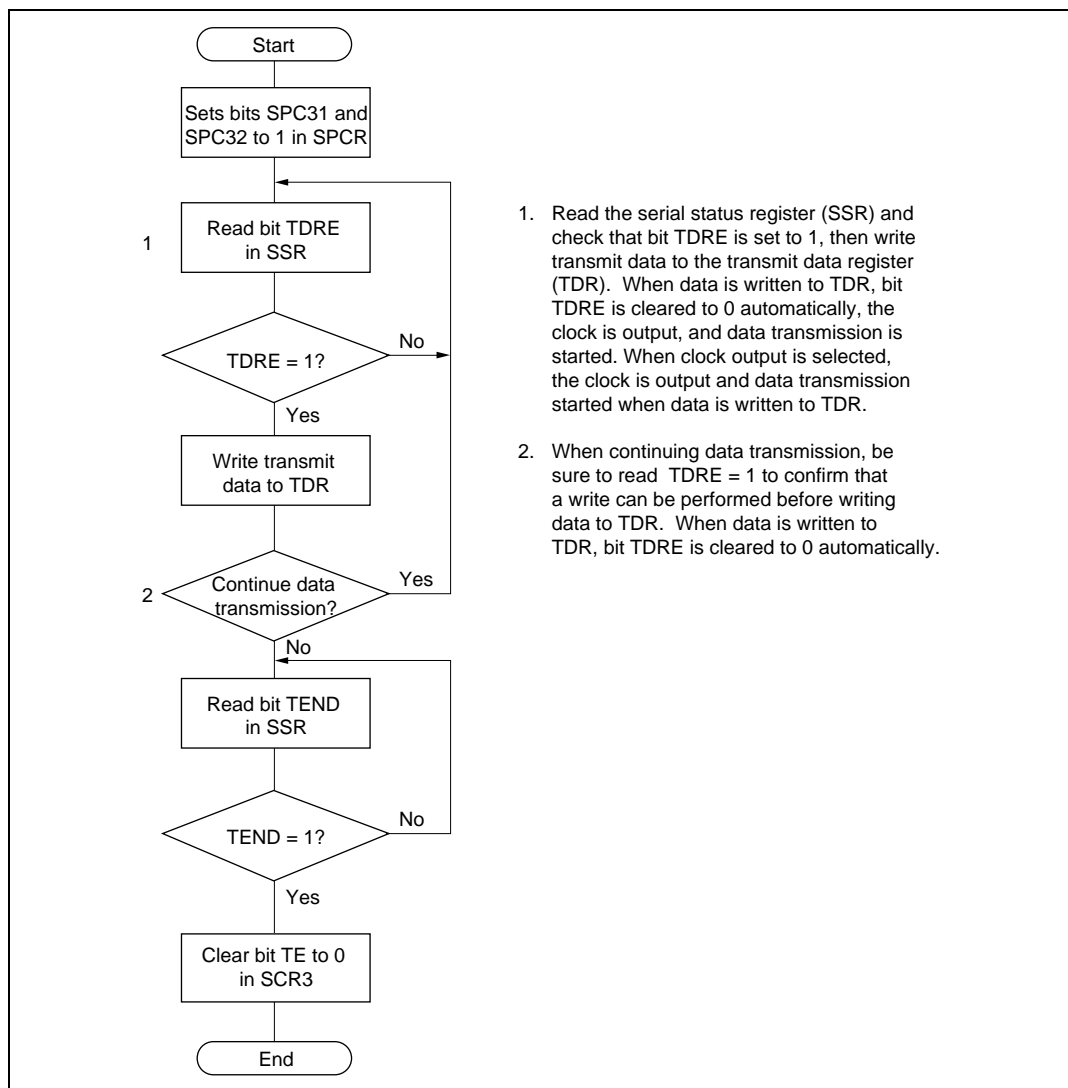 Start
Sets bits SPC31 and
SPC32 to 1 in SPCR
1
Read bit TDRE
in SSR
TDRE = 1?
No
Yes
Write transmit
data to TDR
2
Continue data
transmission?
Yes
No
Read bit TEND
in SSR
TEND = 1?
No
Yes
Clear bit TE to 0
in SCR3
End
1. Read the serial status register (SSR) and
check that bit TDRE is set to 1, then write
transmit data to the transmit data register
(TDR). When data is written to TDR, bit
TDRE is cleared to 0 automatically, the
clock is output, and data transmission is
started. When clock output is selected,
the clock is output and data transmission
started when data is written to TDR.
2. When continuing data transmission, be
sure to read TDRE = 1 to confirm that
a write can be performed before writing
data to TDR. When data is written to
TDR, bit TDRE is cleared to 0 automatically.